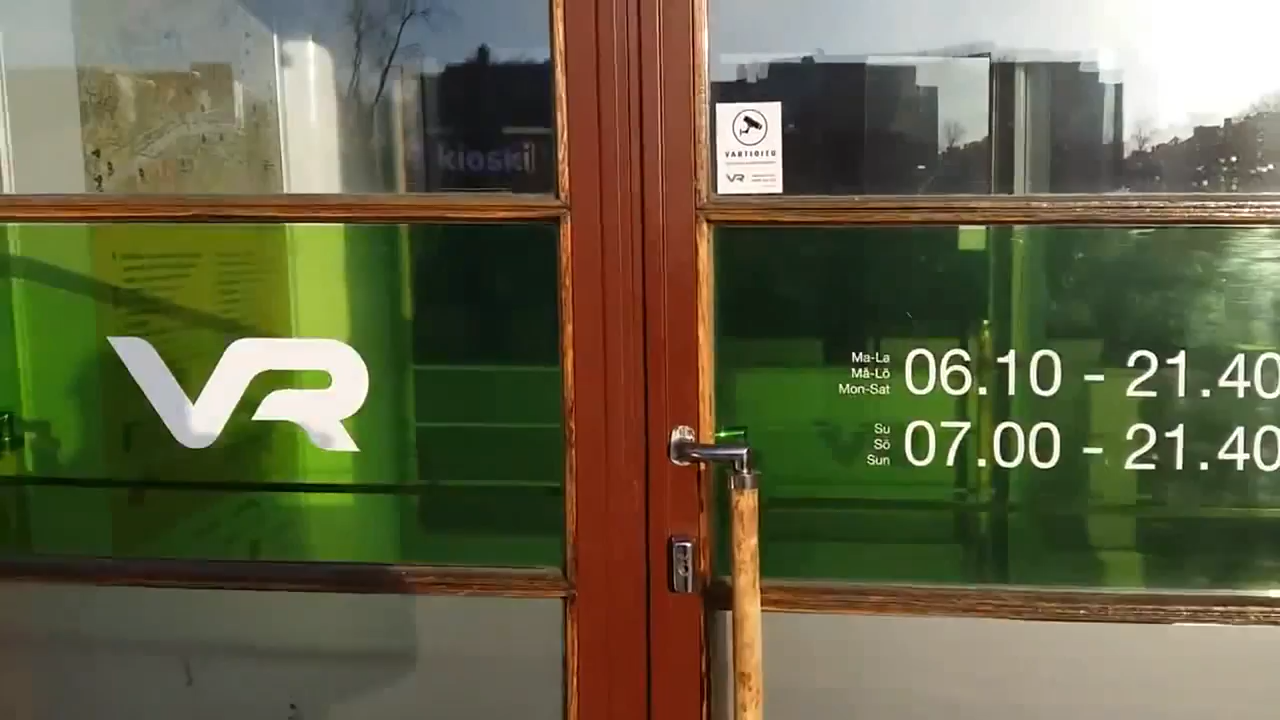 kioski
VARTIOITU
VR
VR
Ma-La
Må-Lö
Mon-Sat
06.10 - 21.40
Su
Sö
Sun
07.00 - 21.40